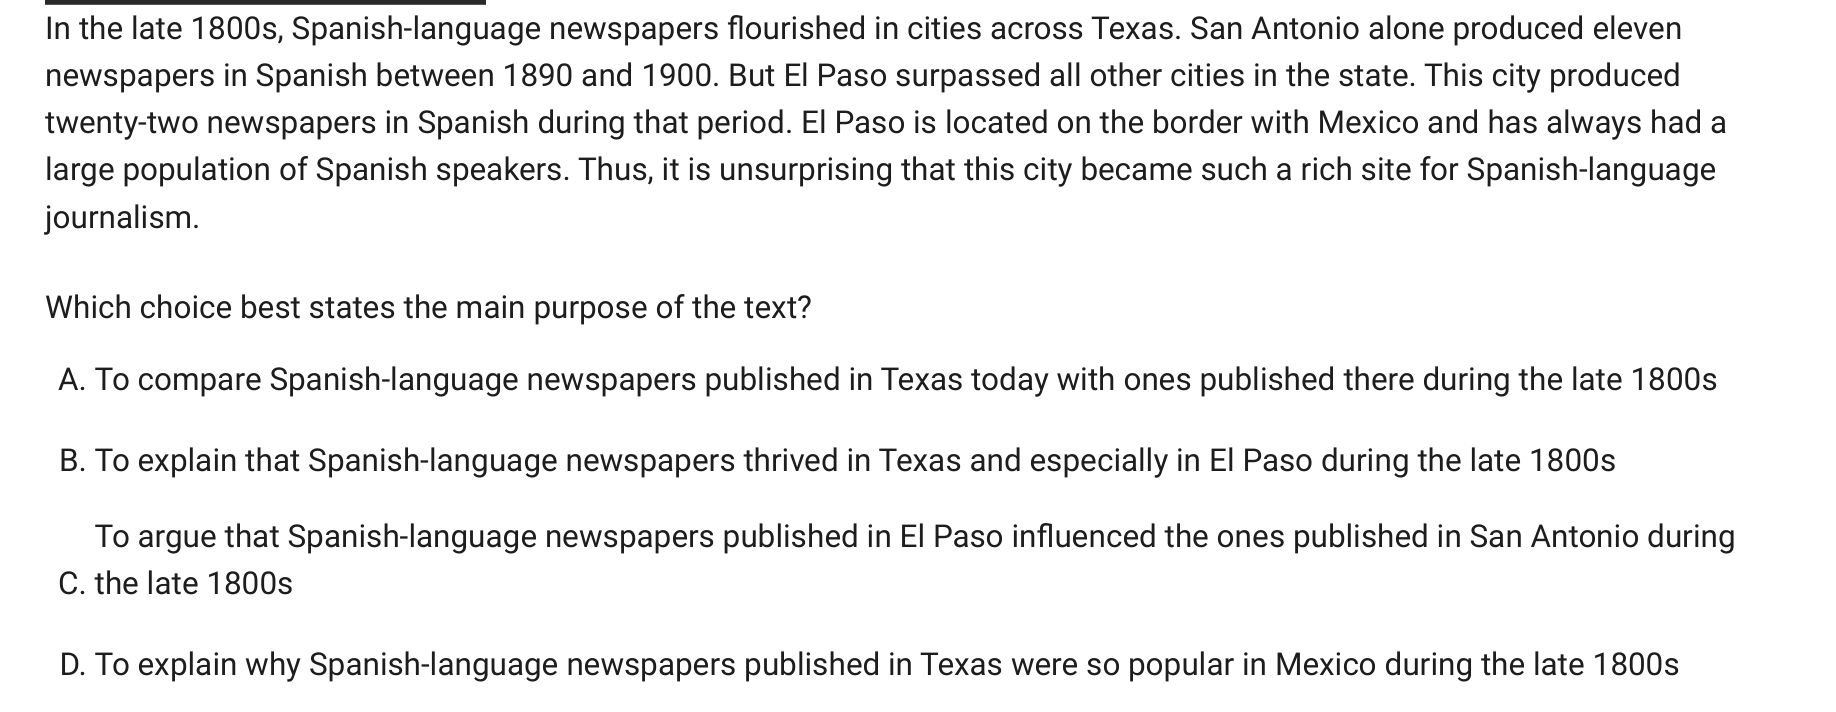 In the late 1800s, Spanish-language newspapers flourished in cities across Texas. San Antonio alone produced eleven
newspapers in Spanish between 1890 and 1900. But El Paso surpassed all other cities in the state. This city produced
twenty-two newspapers in Spanish during that period. El Paso is located on the border with Mexico and has always had a
large population of Spanish speakers. Thus, it is unsurprising that this city became such a rich site for Spanish-language
journalism.
Which choice best states the main purpose of the text?
A. To compare Spanish-language newspapers published in Texas today with ones published there during the late 1800s
B. To explain that Spanish-language newspapers thrived in Texas and especially in El Paso during the late 1800s
To argue that Spanish-language newspapers published in El Paso influenced the ones published in San Antonio during
C. the late 1800s
D. To explain why Spanish-language newspapers published in Texas were so popular in Mexico during the late 1800s